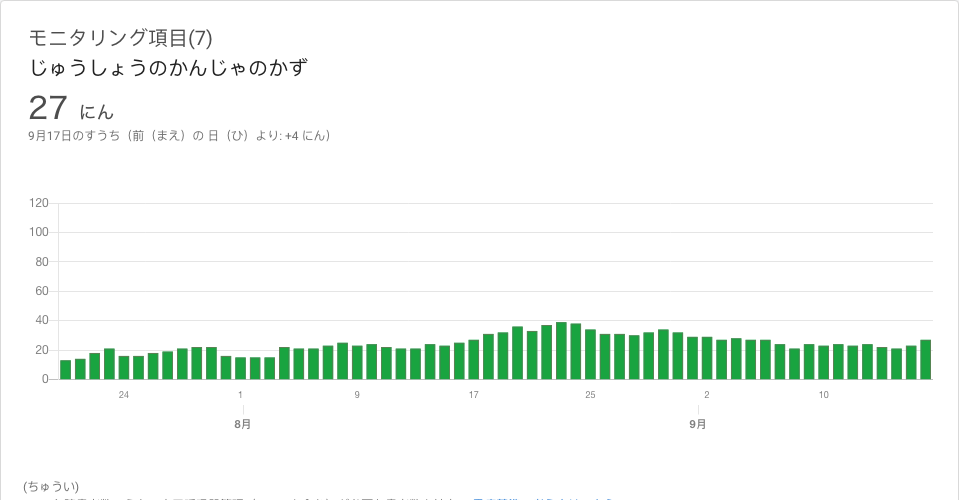 モニタリング項目(7)
じゅうしょうのかんじゃのかず
27 にん
9月17日のすうち（前（まえ）の 日（ひ）より: +4 にん）
120
100
80
60
40
20
0
24 1 9 17 25 2 10
8月 9月
(ちゅうい)